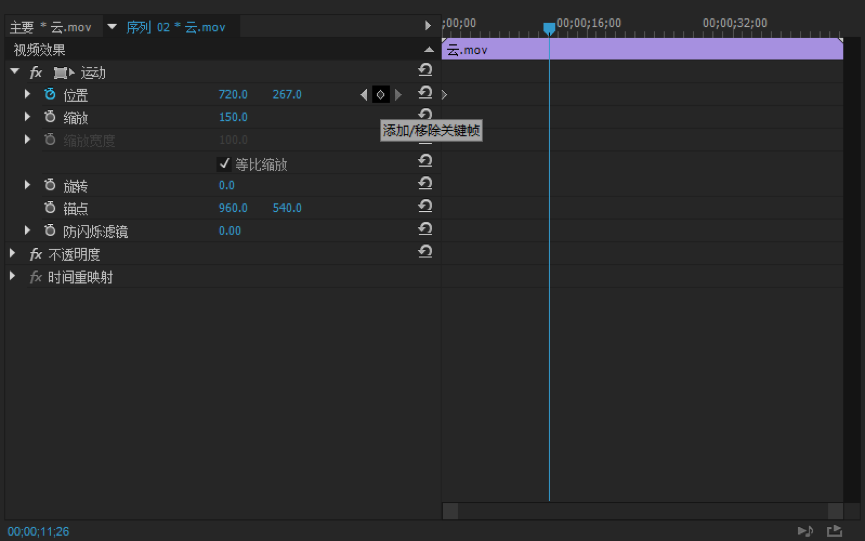 主要 * 云.mov 序列 02 * 云.mov ;00;00 00;00;16;00 00;00;32;00
视频效果 云.mov
fx 运动
位置 720.0 267.0
缩放 150.0
添加/移除关键帧
缩放宽度 100.0
等比缩放
旋转 0.0
锚点 960.0 540.0
防闪烁滤镜 0.00
fx 不透明度
fx 时间重映射
00;00;11;26